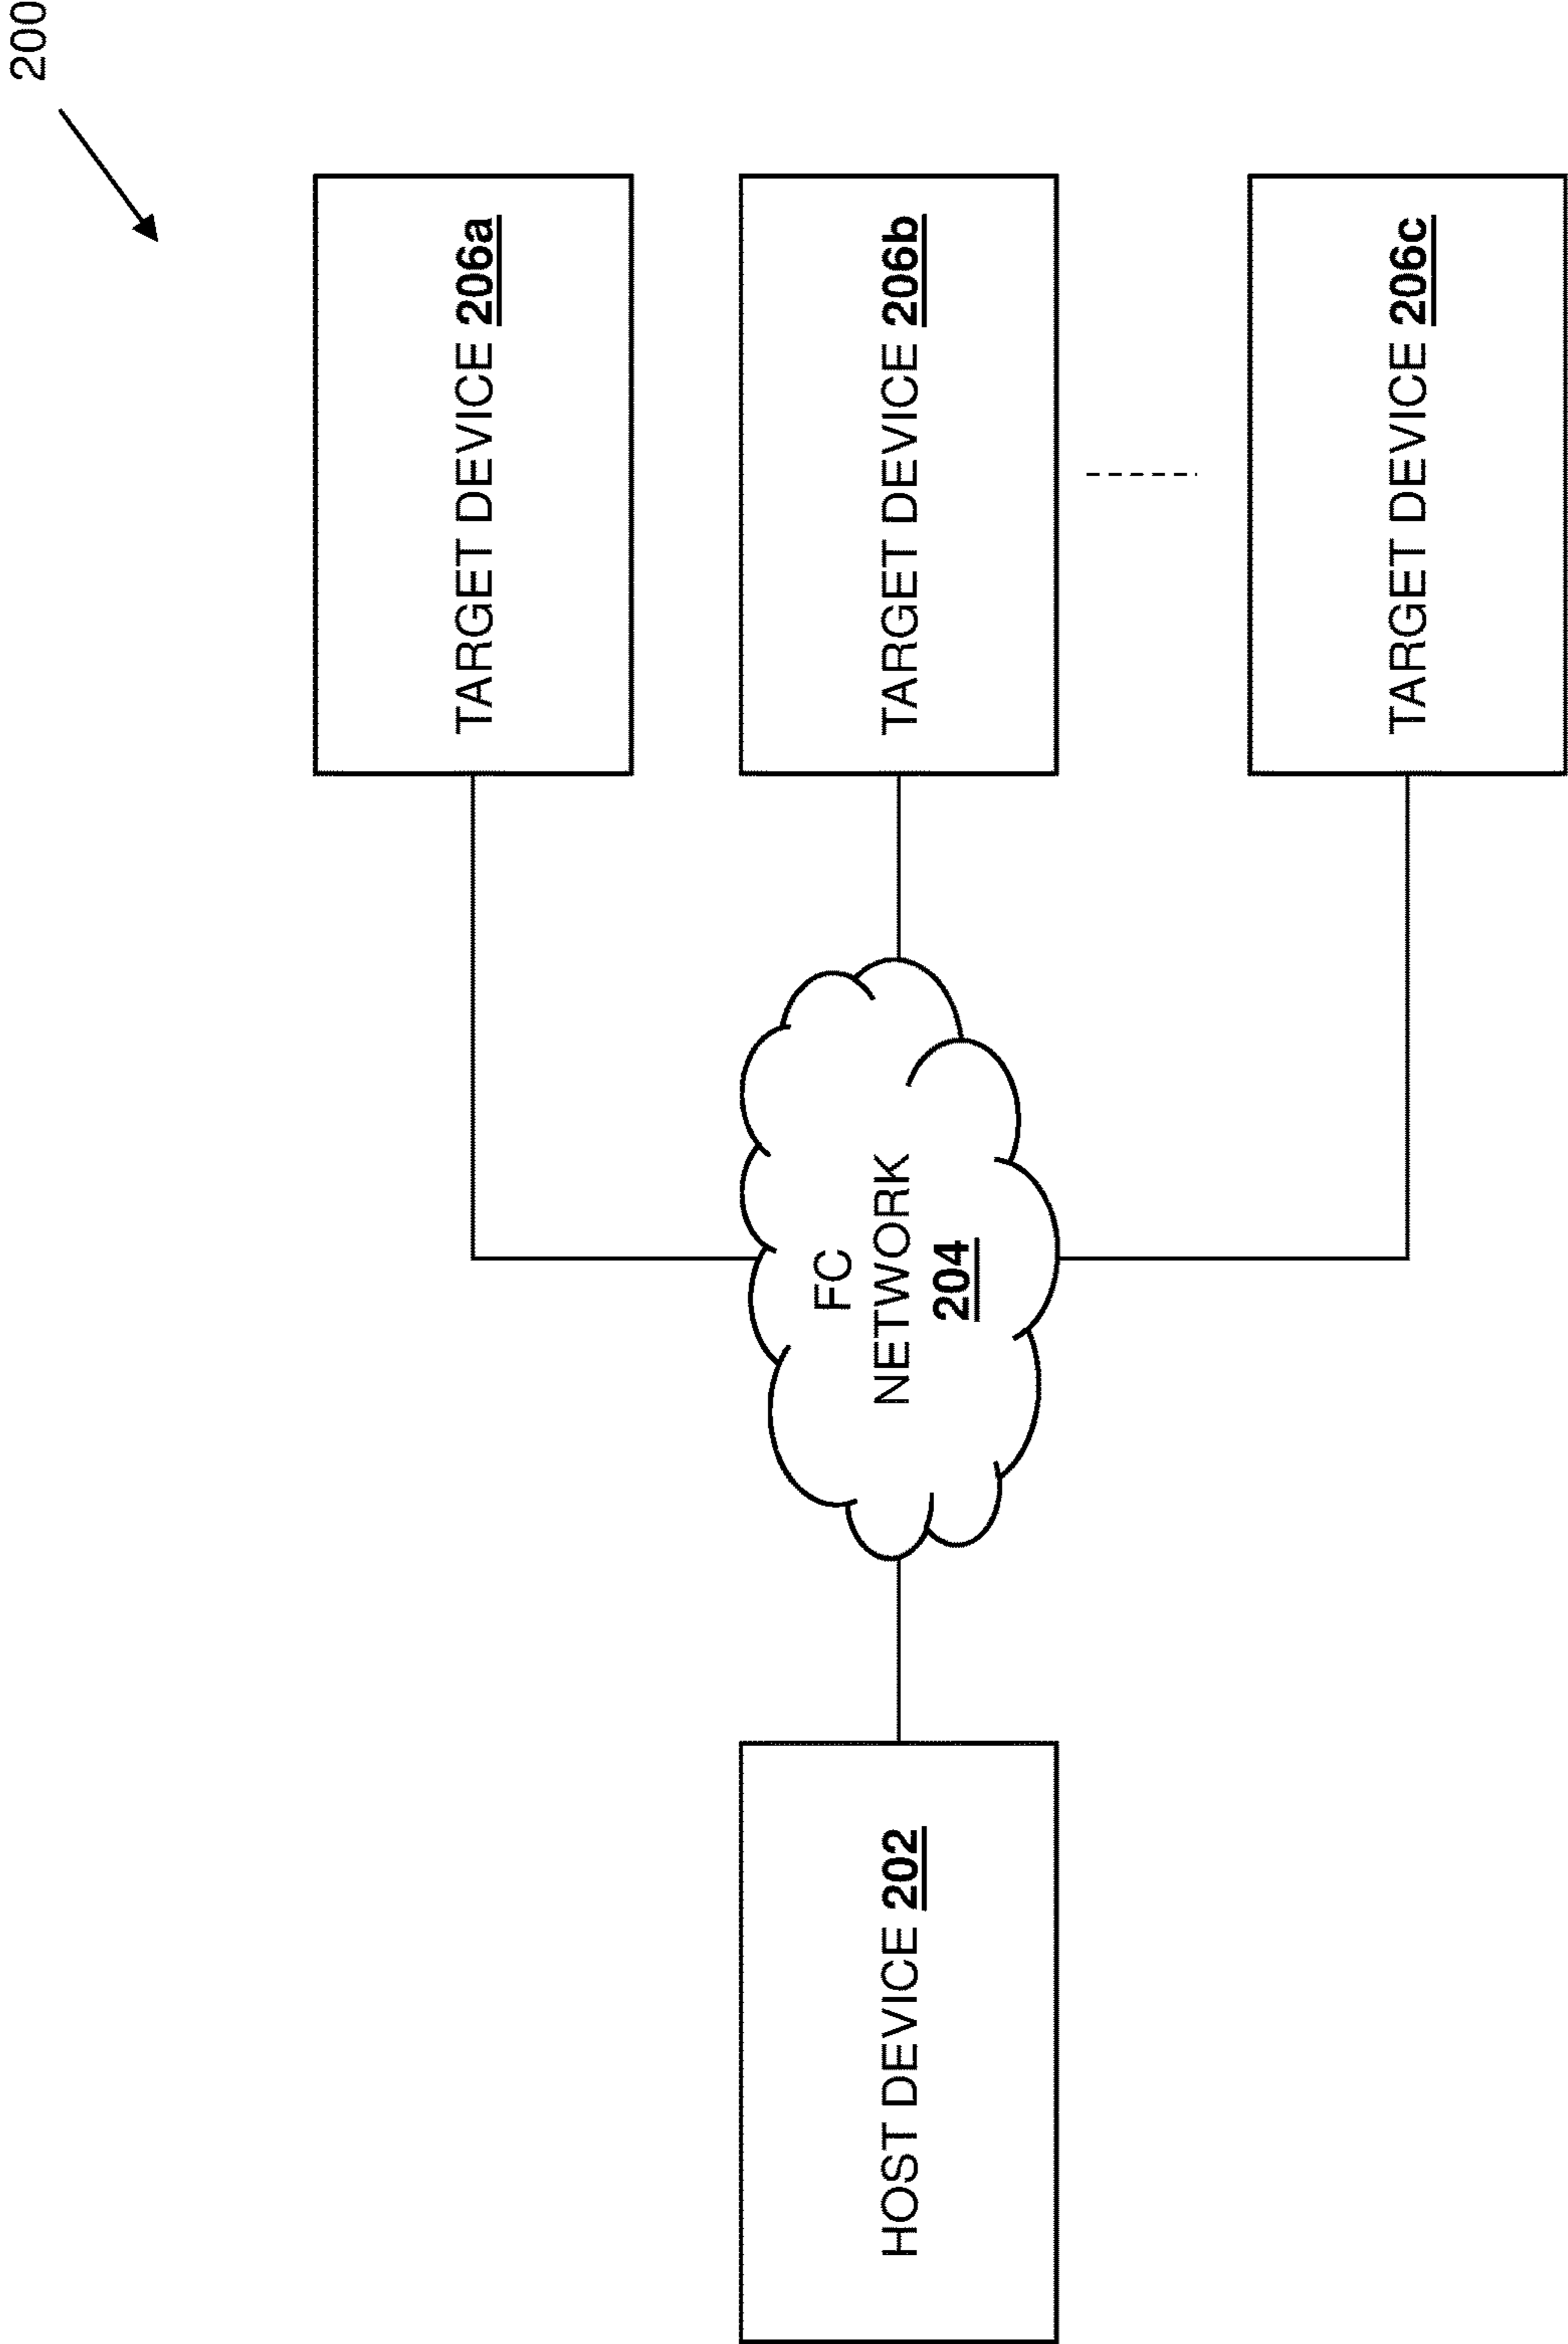 200
TARGET DEVICE 206a
TARGET DEVICE 206b
TARGET DEVICE 206c
FC
NETWORK
204
HOST DEVICE 202